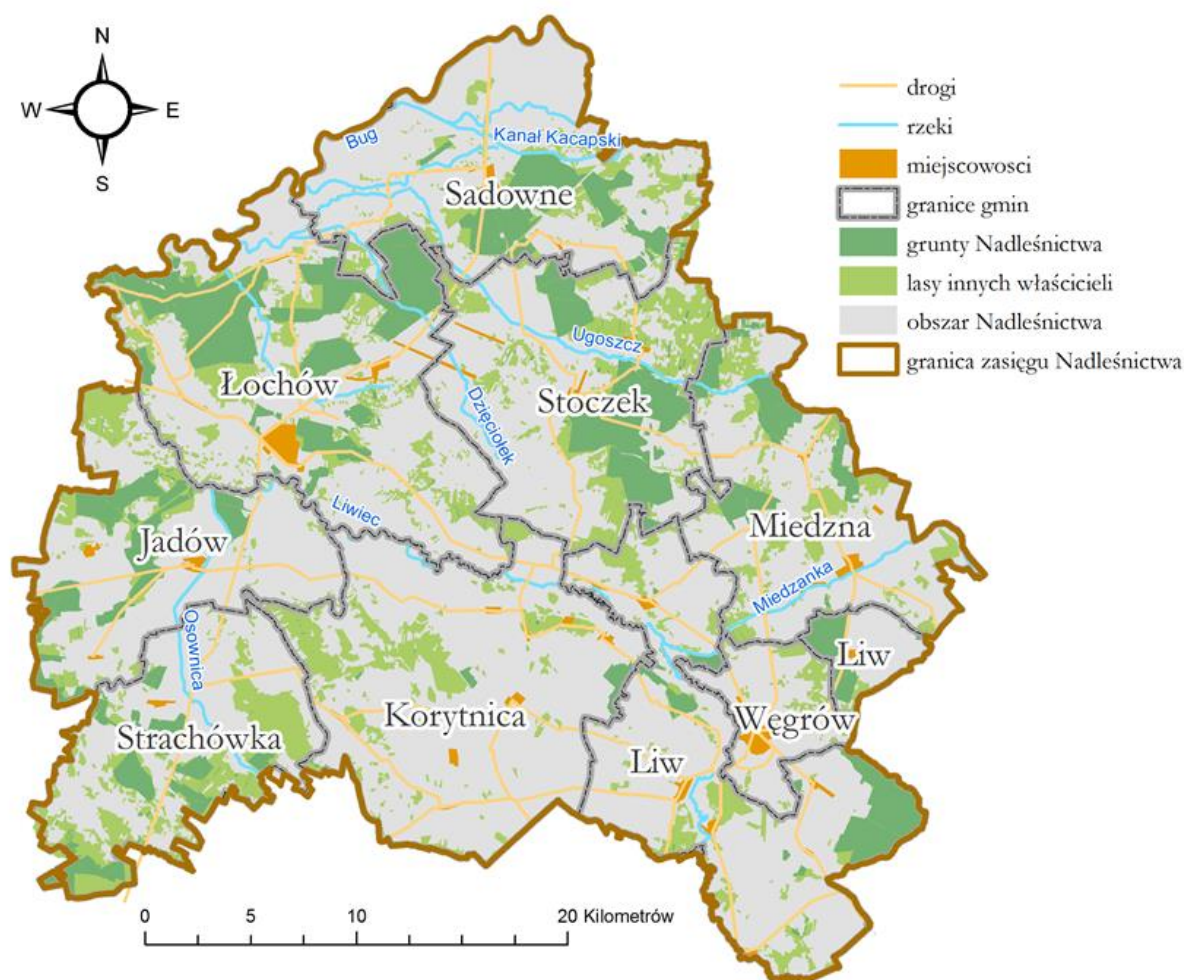 N
W
E
S
drogi
rzeki
miejscowosci
granice gmin
grunty Nadleśnictwa
lasy innych właścicieli
obszar Nadleśnictwa
granica zasięgu Nadleśnictwa
Bug
Kanał Kacapski
Sadowne
Ugoszcz
Łochów
Stoczek
Dzięciołek
Liwiec
Jadów
Miedzna
Miedzanka
Osownica
Liw
Korytnica
Węgrów
Strachówka
Liw
0 5 10 20 Kilometrów